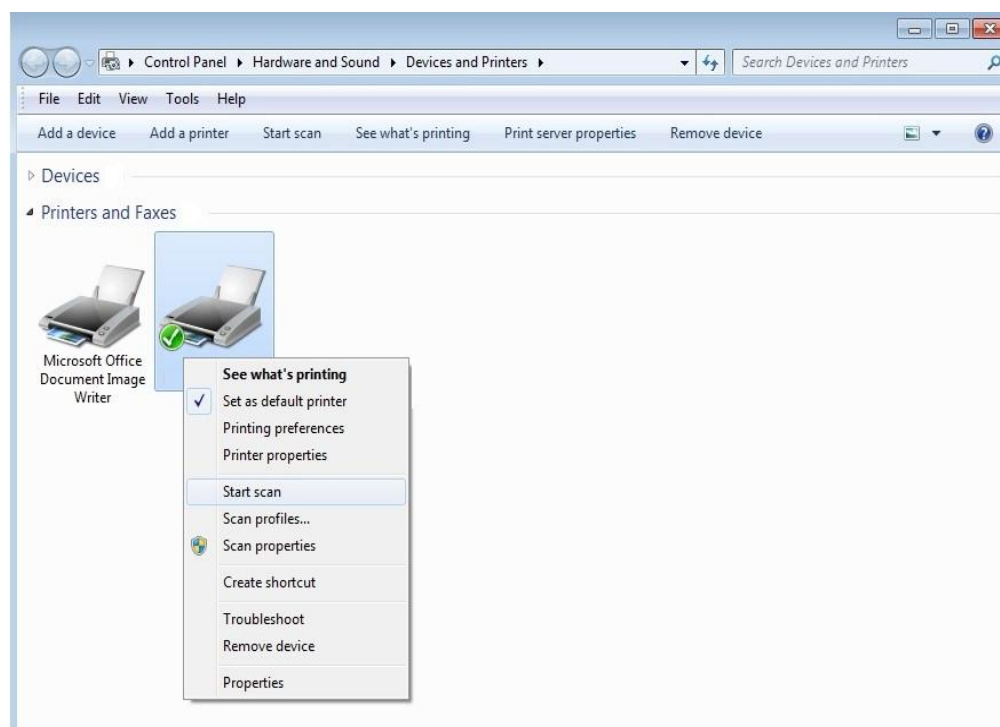 Control Panel ▸ Hardware and Sound ▸ Devices and Printers ▸
Search Devices and Printers
File Edit View Tools Help
Add a device Add a printer Start scan See what's printing Print server properties Remove device
Devices
Printers and Faxes
Microsoft Office
Document Image
Writer
See what's printing
Set as default printer
Printing preferences
Printer properties
Start scan
Scan profiles...
Scan properties
Create shortcut
Troubleshoot
Remove device
Properties